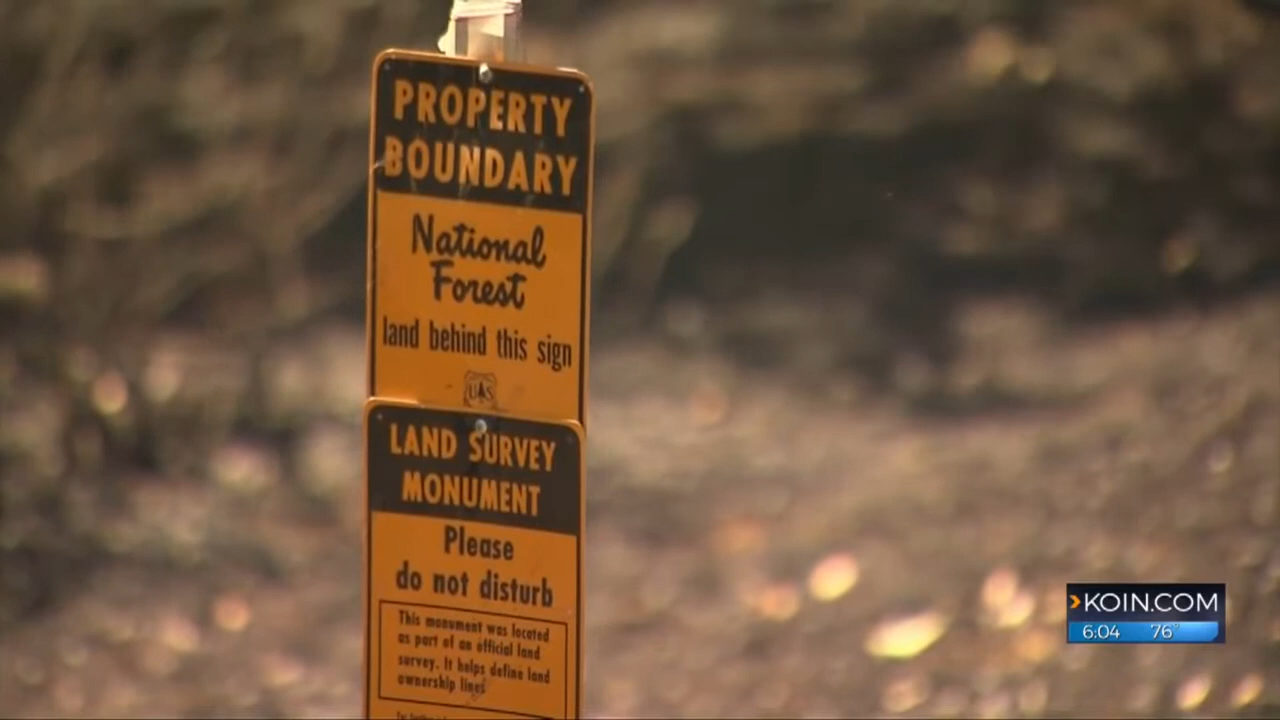 PROPERTY
BOUNDARY
National
Forest
land behind this sign
UAS
LAND SURVEY
MONUMENT
Please
do not disturb
This monument was located
as part of an official land
survey. It helps define land
ownership lines
KOIN.COM
6:04 76°